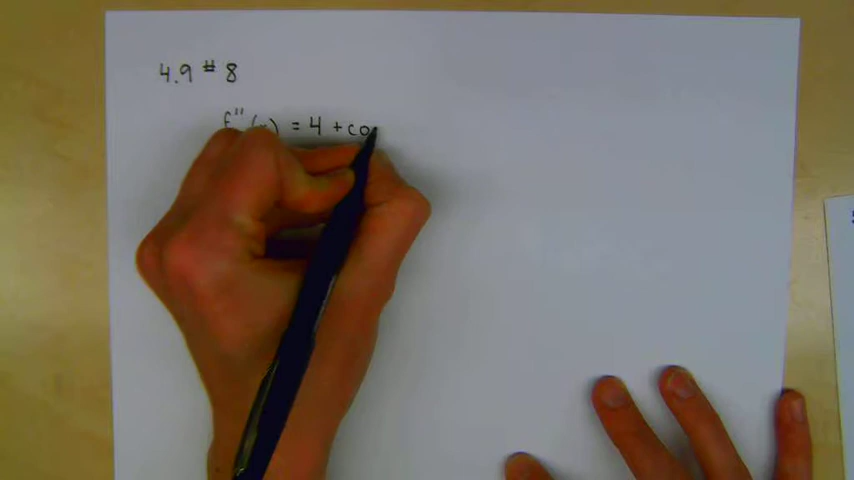 4.9 # 8
f''(x) = 4 + co